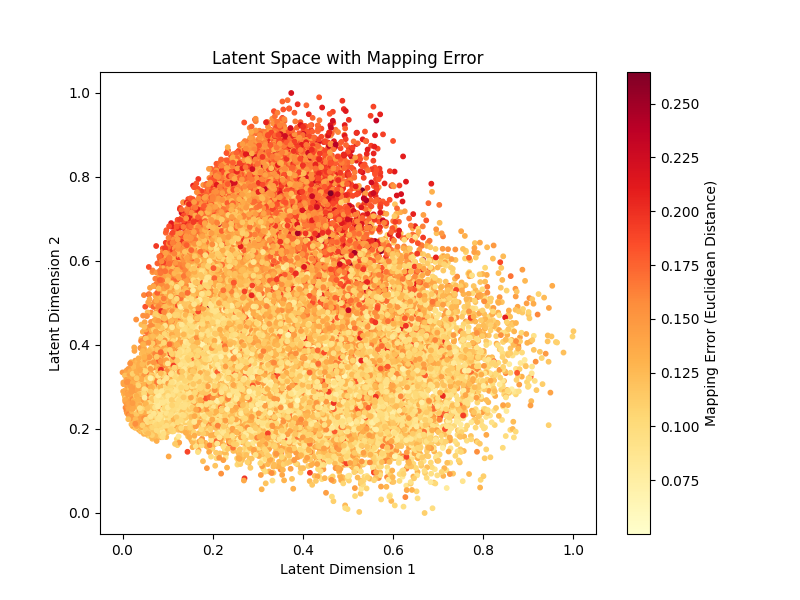 Latent Space with Mapping Error
Latent Dimension 2
1.0
0.8
0.6
0.4
0.2
0.0
0.0 0.2 0.4 0.6 0.8 1.0
Latent Dimension 1
0.250
0.225
0.200
0.175
0.150
0.125
0.100
0.075
Mapping Error (Euclidean Distance)